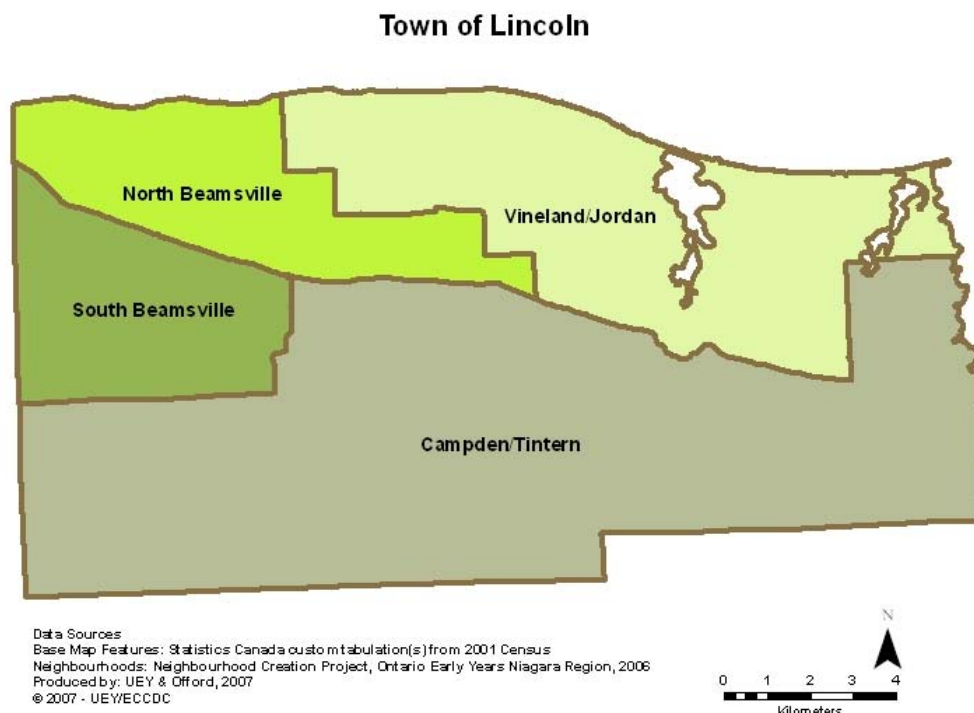 Town of Lincoln
North Beamsville
Vineland/Jordan
South Beamsville
Campden/Tintern
Data Sources
Base Map Features: Statistics Canada custom tabulation(s) from 2001 Census
Neighbourhoods: Neighbourhood Creation Project, Ontario Early Years Niagara Region, 2006
Produced by: UEY & Offord, 2007
© 2007 - UEY/ECCDC
N
0 1 2 3 4
Kilometers